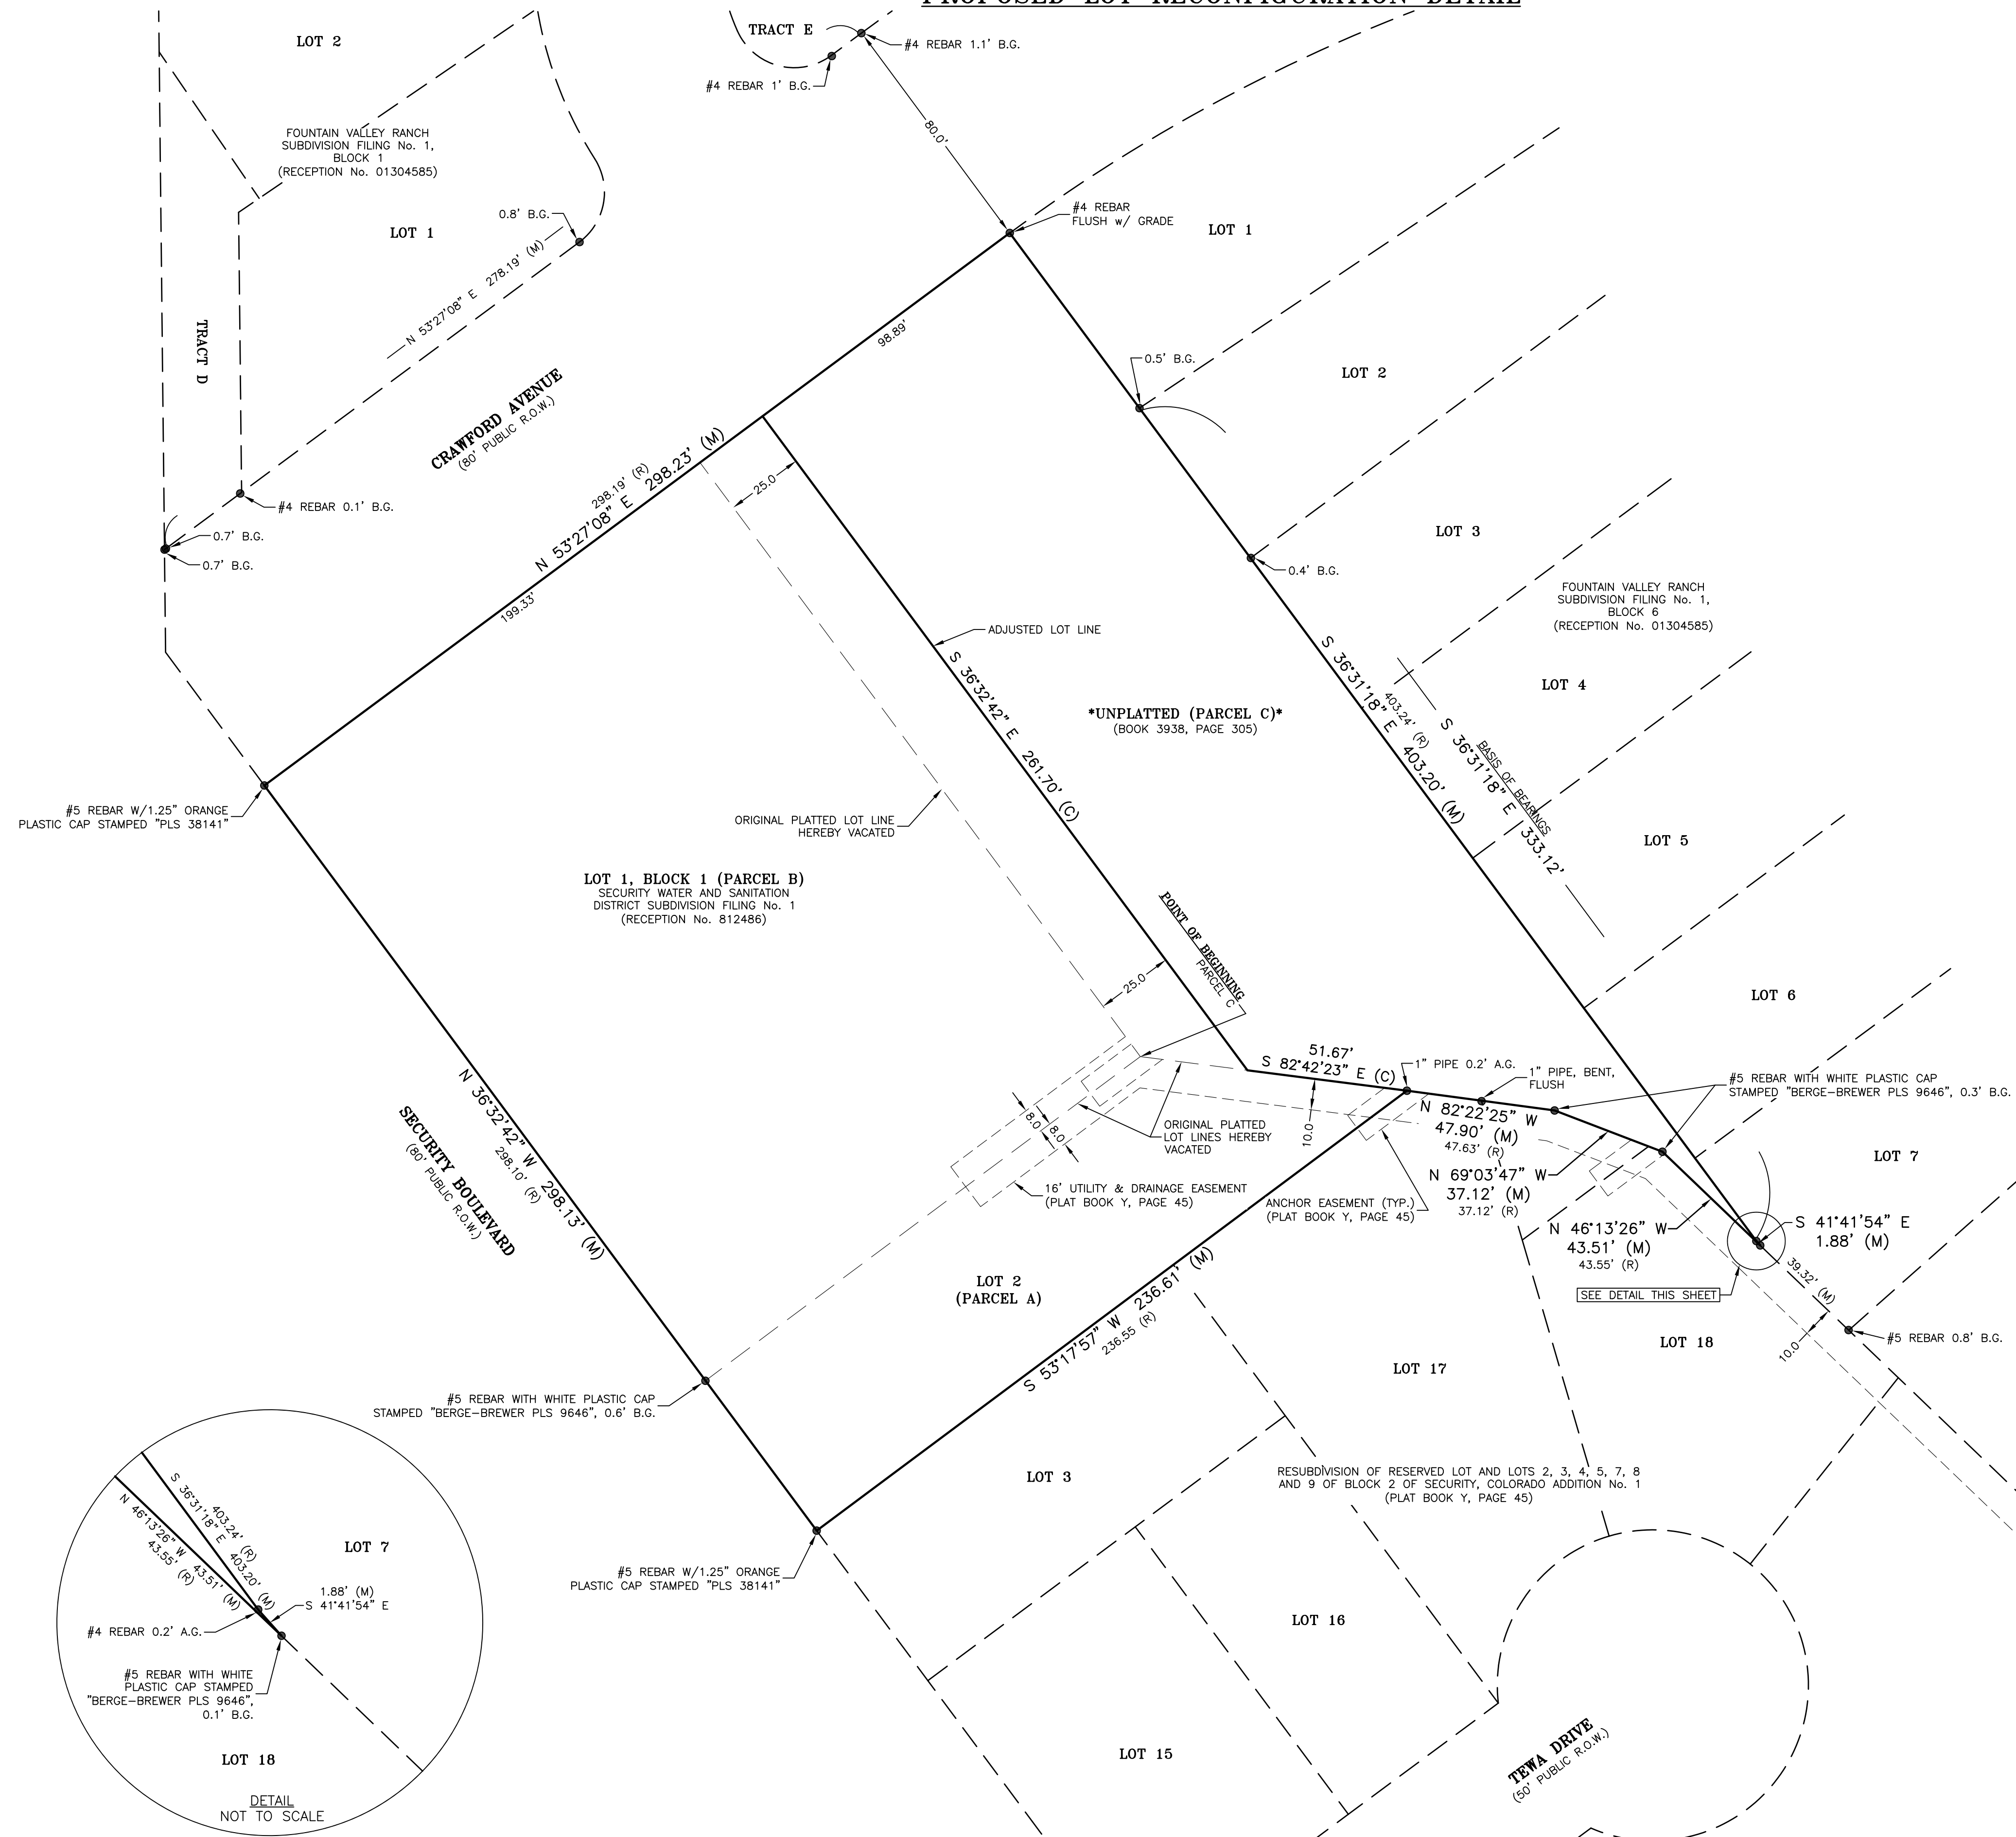 PROPOSED LOT RECONFIGURATION DETAIL
LOT 2
TRACT E
#4 REBAR 1.1' B.G.
#4 REBAR 1' B.G.
80.0'
FOUNTAIN VALLEY RANCH
SUBDIVISION FILING No. 1,
BLOCK 1
(RECEPTION No. 01304585)
0.8' B.G.
LOT 1
N 53°27'08" E 278.19' (M)
#4 REBAR
FLUSH w/ GRADE
LOT 1
TRACT D
98.89'
0.5' B.G.
LOT 2
CRAWFORD AVENUE
(80' PUBLIC R.O.W.)
298.19' (R)
N 53°27'08" E 298.23' (M)
25.0
#4 REBAR 0.1' B.G.
0.7' B.G.
0.7' B.G.
199.33'
LOT 3
0.4' B.G.
FOUNTAIN VALLEY RANCH
SUBDIVISION FILING No. 1,
BLOCK 6
(RECEPTION No. 01304585)
ADJUSTED LOT LINE
S 36°32'42" E 261.70' (C)
S 36°31'18" E 403.20' (M)
403.24' (R)
BASIS OF BEARINGS
S 36°31'18" E 333.12'
LOT 4
*UNPLATTED (PARCEL C)*
(BOOK 3938, PAGE 305)
#5 REBAR W/1.25" ORANGE
PLASTIC CAP STAMPED "PLS 38141"
ORIGINAL PLATTED LOT LINE
HEREBY VACATED
LOT 5
LOT 1, BLOCK 1 (PARCEL B)
SECURITY WATER AND SANITATION
DISTRICT SUBDIVISION FILING No. 1
(RECEPTION No. 812486)
POINT OF BEGINNING
PARCEL C
25.0
LOT 6
51.67'
S 82°42'23" E (C)
1" PIPE 0.2' A.G.
1" PIPE, BENT,
FLUSH
#5 REBAR WITH WHITE PLASTIC CAP
STAMPED "BERGE-BREWER PLS 9646", 0.3' B.G.
N 36°32'42" W 298.13' (M)
298.10' (R)
SECURITY BOULEVARD
(80' PUBLIC R.O.W.)
8.0
8.0
ORIGINAL PLATTED
LOT LINES HEREBY
VACATED
10.0
N 82°22'25" W
47.90' (M)
47.63' (R)
LOT 7
16' UTILITY & DRAINAGE EASEMENT
(PLAT BOOK Y, PAGE 45)
ANCHOR EASEMENT (TYP.)
(PLAT BOOK Y, PAGE 45)
N 69°03'47" W
37.12' (M)
37.12' (R)
N 46°13'26" W
43.51' (M)
43.55' (R)
S 41°41'54" E
1.88' (M)
39.32' (M)
SEE DETAIL THIS SHEET
LOT 2
(PARCEL A)
S 53°17'57" W 236.61' (M)
236.55 (R)
LOT 18
10.0
#5 REBAR 0.8' B.G.
LOT 17
#5 REBAR WITH WHITE PLASTIC CAP
STAMPED "BERGE-BREWER PLS 9646", 0.6' B.G.
LOT 3
RESUBDIVISION OF RESERVED LOT AND LOTS 2, 3, 4, 5, 7, 8
AND 9 OF BLOCK 2 OF SECURITY, COLORADO ADDITION No. 1
(PLAT BOOK Y, PAGE 45)
#5 REBAR W/1.25" ORANGE
PLASTIC CAP STAMPED "PLS 38141"
LOT 16
LOT 15
TEWA DRIVE
(50' PUBLIC R.O.W.)
403.24' (R)
S 36°31'18" E 403.20' (M)
N 46°13'26" W 43.51' (M)
43.55' (R)
LOT 7
1.88' (M)
S 41°41'54" E
#4 REBAR 0.2' A.G.
#5 REBAR WITH WHITE
PLASTIC CAP STAMPED
"BERGE-BREWER PLS 9646",
0.1' B.G.
LOT 18
DETAIL
NOT TO SCALE